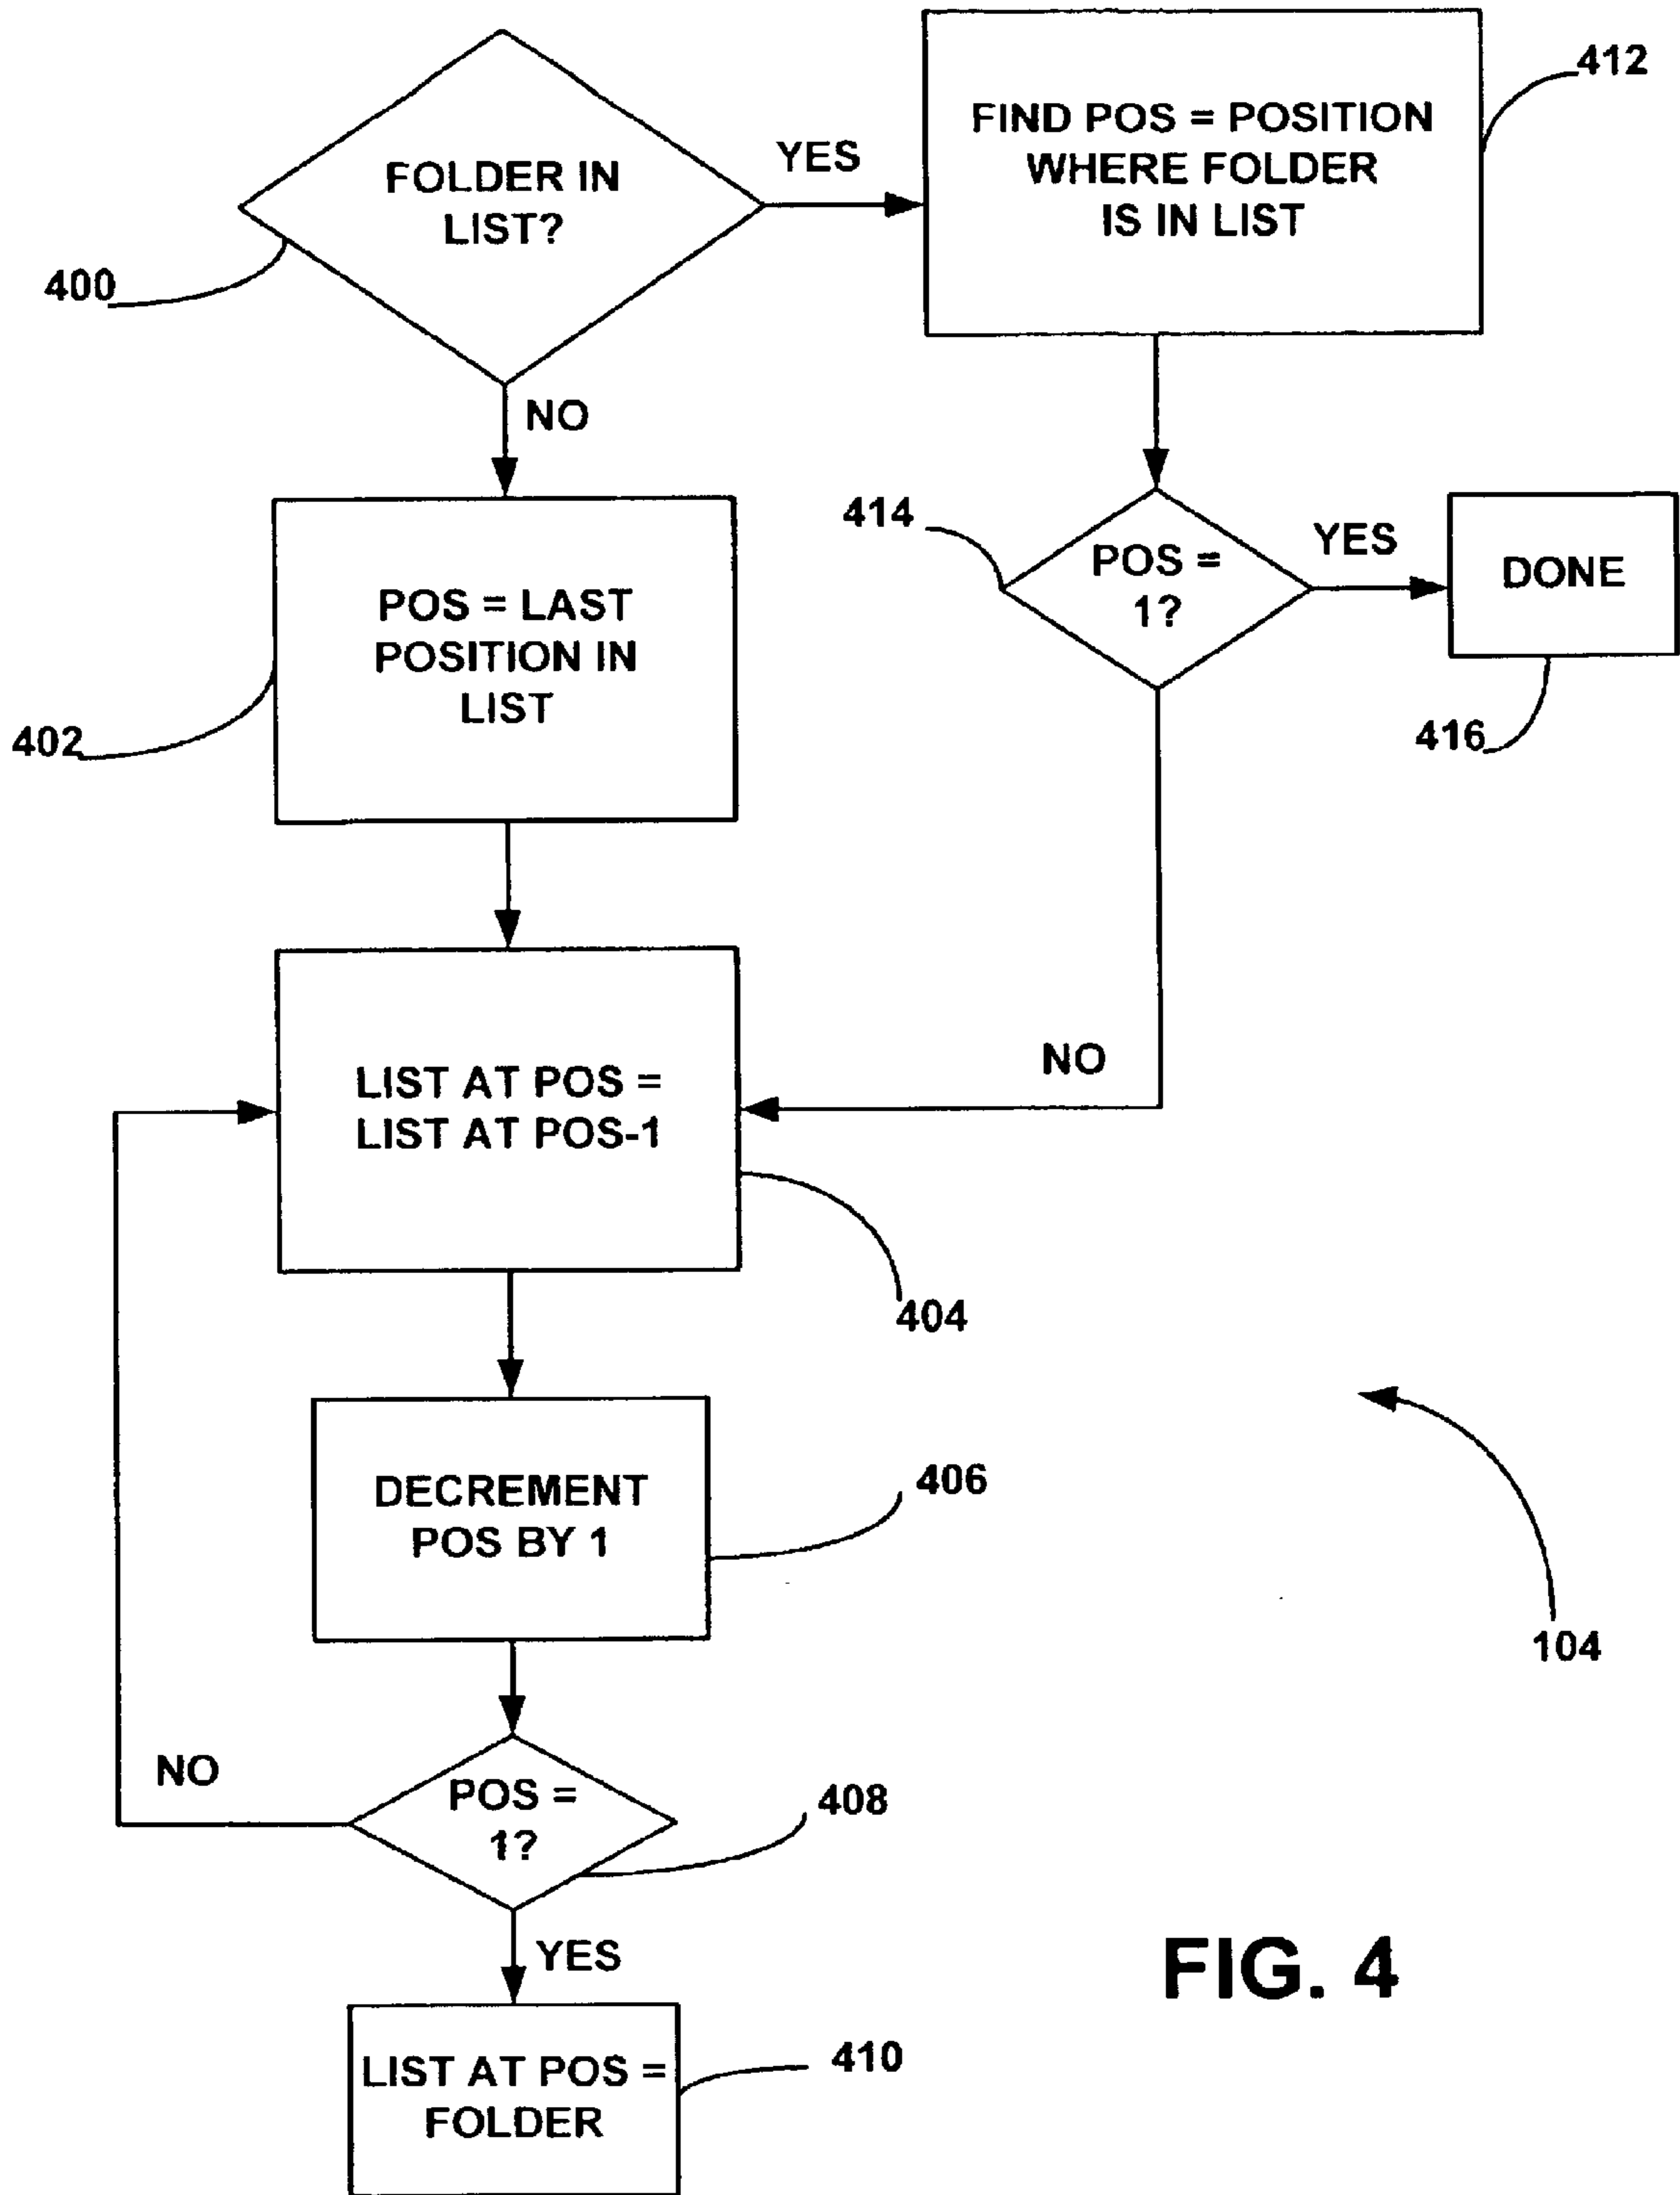 FOLDER IN
LIST?
400
YES
FIND POS = POSITION
WHERE FOLDER
IS IN LIST
412
NO
POS = LAST
POSITION IN
LIST
402
414
POS =
1?
YES
DONE
416
NO
LIST AT POS =
LIST AT POS-1
404
DECREMENT
POS BY 1
406
104
NO
POS =
1?
408
YES
LIST AT POS =
FOLDER
410
FIG. 4